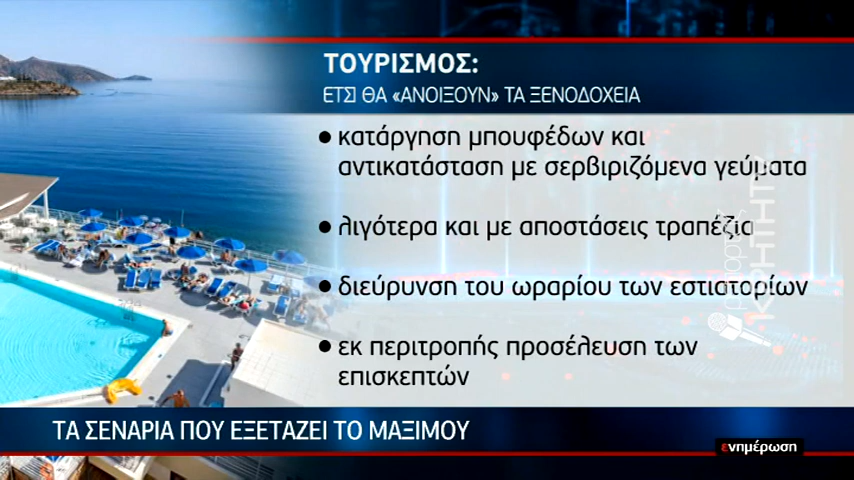 ΤΟΥΡΙΣΜΟΣ:
ΕΤΣΙ ΘΑ «ΑΝΟΙΞΟΥΝ» ΤΑ ΞΕΝΟΔΟΧΕΙΑ
• κατάργηση μπουφέδων και
αντικατάσταση με σερβιριζόμενα γεύματα
• λιγότερα και με αποστάσεις τραπέζια
• διεύρυνση του ωραρίου των εστιατορίων
• εκ περιτροπής προσέλευση των
επισκεπτών
ΤΑ ΣΕΝΑΡΙΑ ΠΟΥ ΕΞΕΤΑΖΕΙ ΤΟ ΜΑΞΙΜΟΥ
ενημέρωση